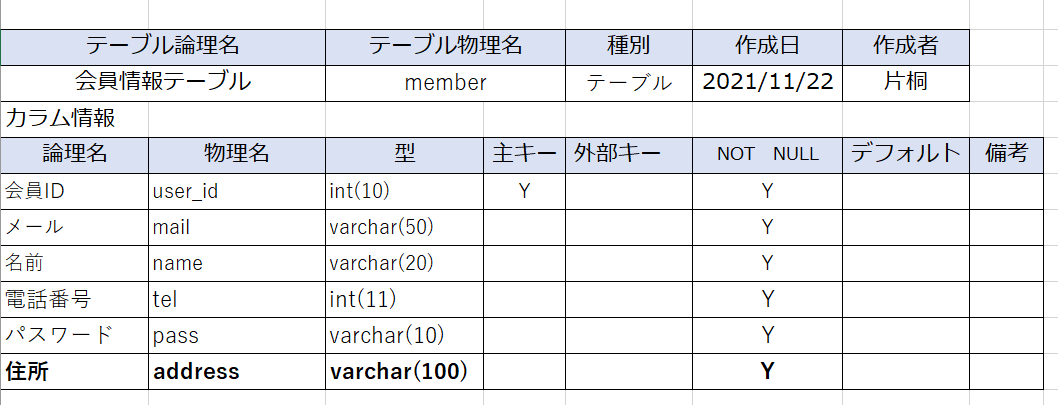 テーブル論理名 テーブル物理名 種別 作成日 作成者
会員情報テーブル member テーブル 2021/11/22 片桐
カラム情報
論理名 物理名 型 主キー 外部キー NOT　NULL デフォルト 備考
会員ID user_id int(10) Y Y
メール mail varchar(50) Y
名前 name varchar(20) Y
電話番号 tel int(11) Y
パスワード pass varchar(10) Y
住所 address varchar(100) Y